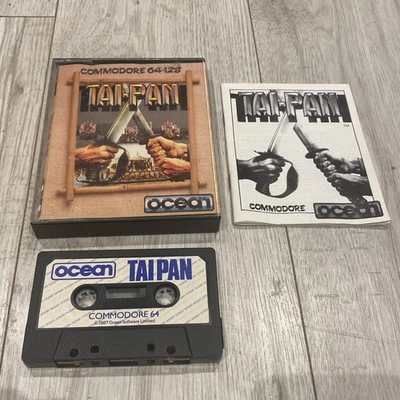 COMMODORE 64·128
TAI-PAN
ocean
TAI-PAN
TM
COMMODORE
ocean
ocean TAI PAN
COMMODORE 64
©1987 Ocean Software Limited